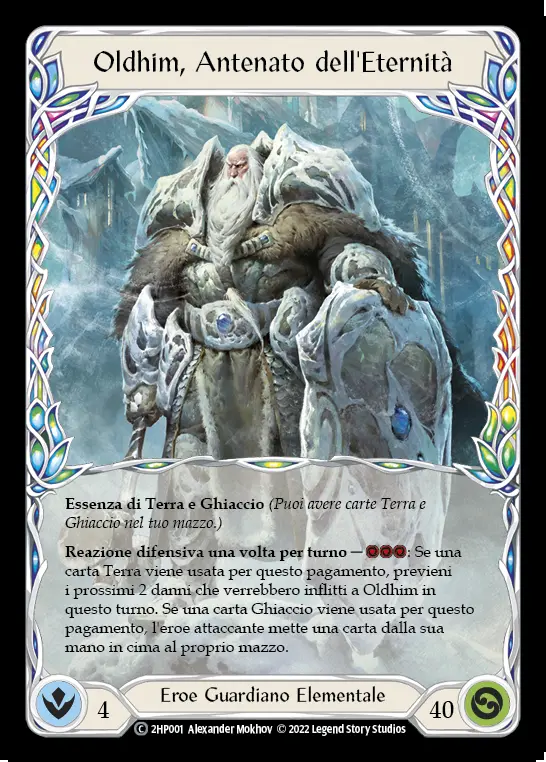 Oldhim, Antenato dell'Eternità
Essenza di Terra e Ghiaccio (Puoi avere carte Terra e
Ghiaccio nel tuo mazzo.)
Reazione difensiva una volta per turno — : Se una
carta Terra viene usata per questo pagamento, previeni
i prossimi 2 danni che verrebbero inflitti a Oldhim in
questo turno. Se una carta Ghiaccio viene usata per questo
pagamento, l'eroe attaccante mette una carta dalla sua
mano in cima al proprio mazzo.
4
Eroe Guardiano Elementale
40
C 2HP001 Alexander Mokhov © 2022 Legend Story Studios